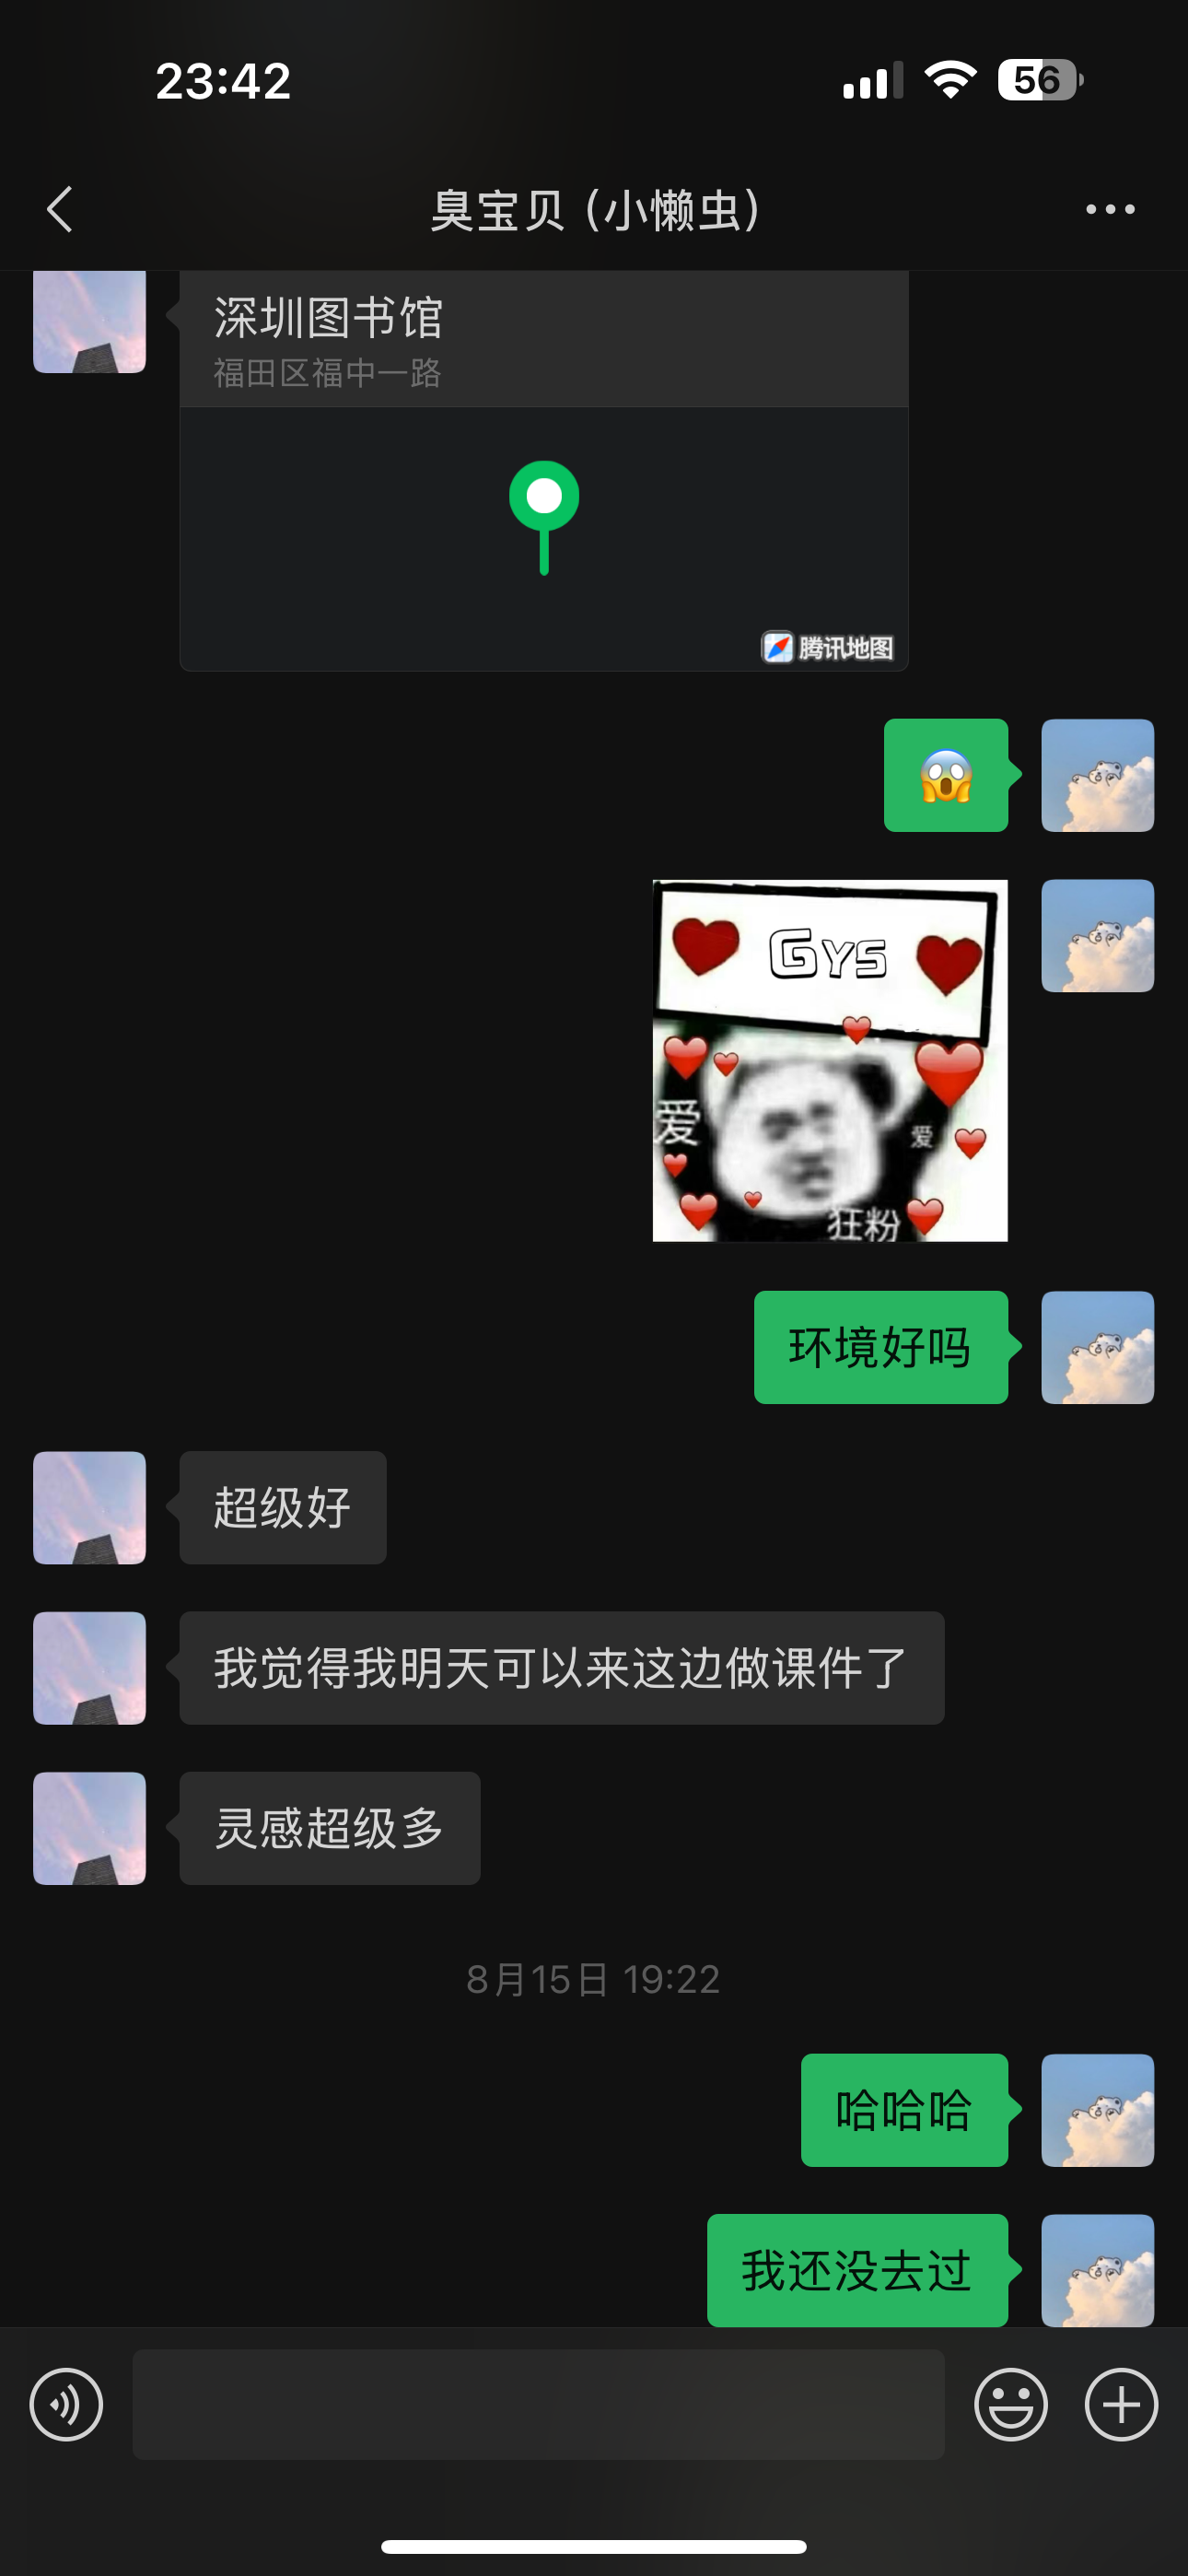 23:42
56
臭宝贝（小懒虫）
深圳图书馆
福田区福中一路
腾讯地图
GYS
爱
爱
狂粉
环境好吗
超级好
我觉得我明天可以来这边做课件了
灵感超级多
8月15日 19:22
哈哈哈
我还没去过